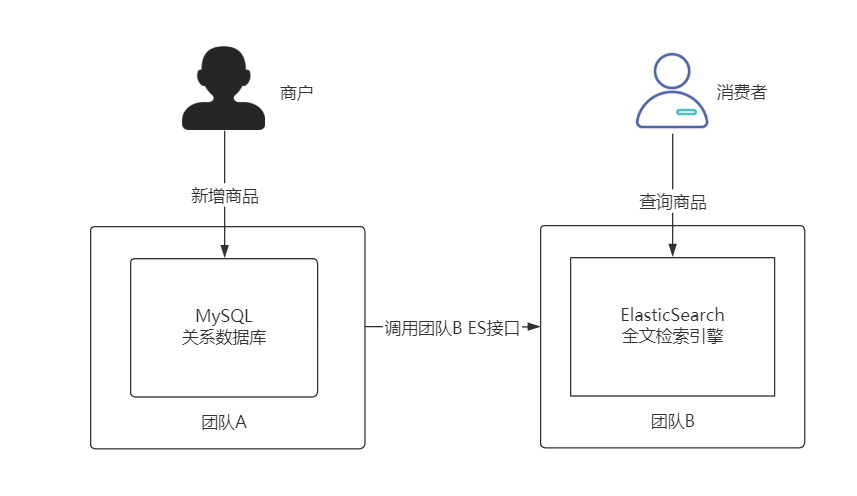 商户
消费者
新增商品
查询商品
MySQL
关系数据库
调用团队B ES接口
ElasticSearch
全文检索引擎
团队A
团队B